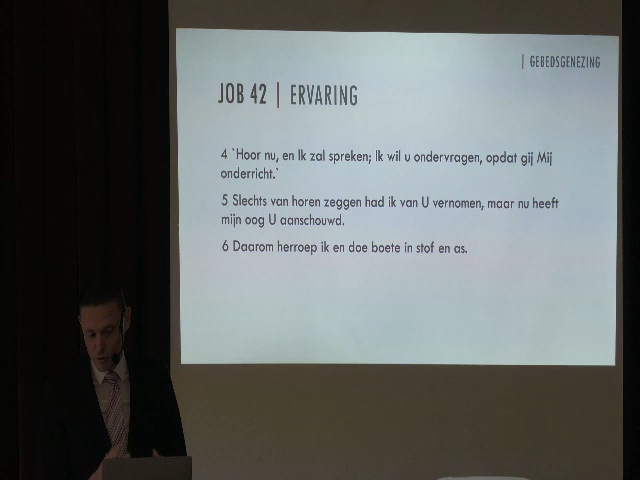 | GEBEDSGENEZING
JOB 42 | ERVARING
4 `Hoor nu, en Ik zal spreken; Ik wil u ondervragen, opdat gij Mij
onderricht.`
5 Slechts van horen zeggen had ik van U vernomen, maar nu heeft
mijn oog U aanschouwd.
6 Daarom herroep ik en doe boete in stof en as.